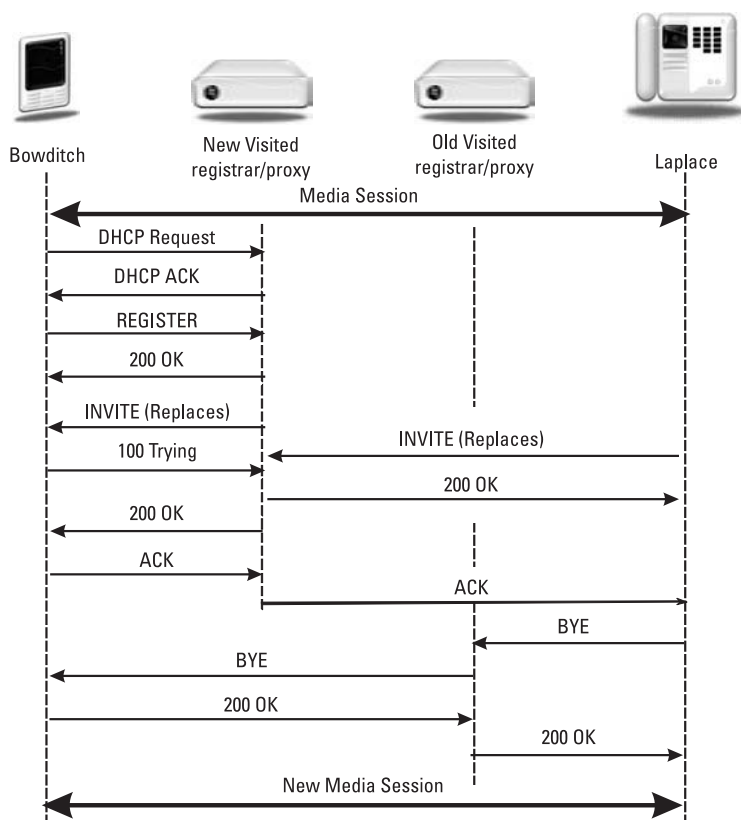 Bowditch
New Visited
registrar/proxy
Old Visited
registrar/proxy
Laplace
Media Session
DHCP Request
DHCP ACK
REGISTER
200 OK
INVITE (Replaces)
INVITE (Replaces)
100 Trying
200 OK
200 OK
ACK
ACK
BYE
BYE
200 OK
200 OK
New Media Session